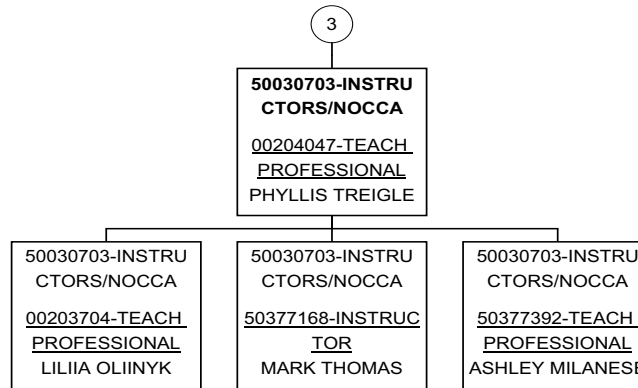 3
50030703-INSTRU
CTORS/NOCCA
00204047-TEACH
PROFESSIONAL
PHYLLIS TREIGLE
50030703-INSTRU
CTORS/NOCCA
00203704-TEACH
PROFESSIONAL
LILIIA OLIINYK
50030703-INSTRU
CTORS/NOCCA
50377168-INSTRUC
TOR
MARK THOMAS
50030703-INSTRU
CTORS/NOCCA
50377392-TEACH
PROFESSIONAL
ASHLEY MILANESE